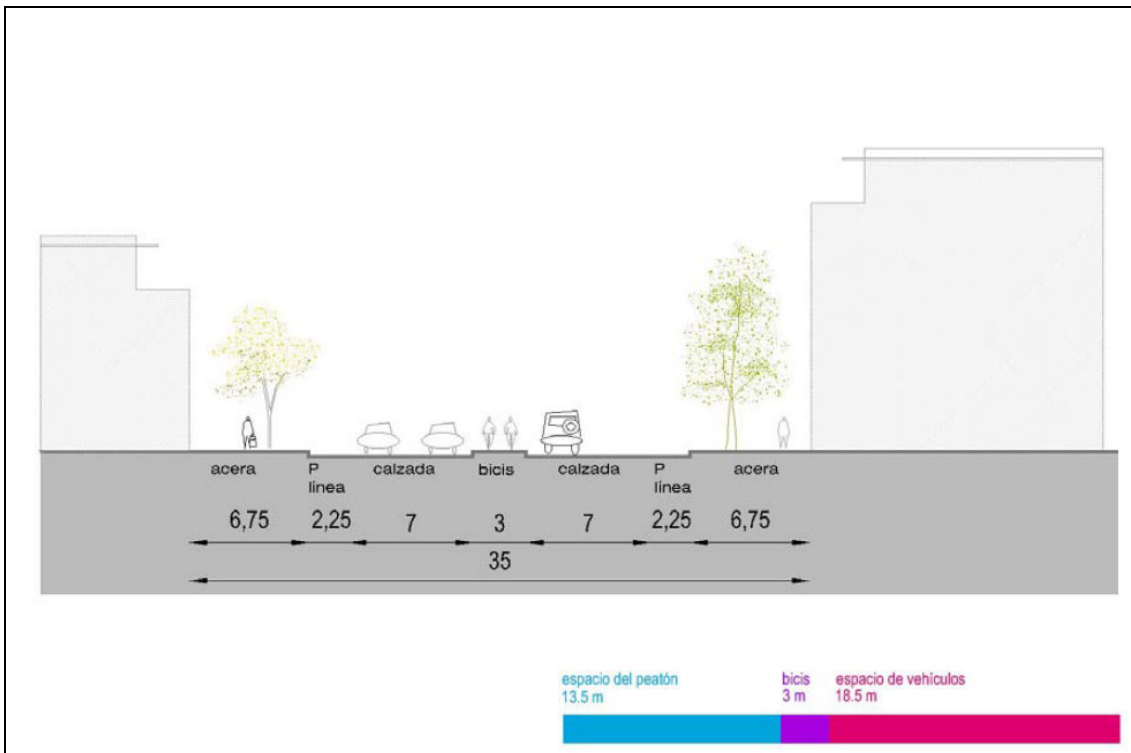 acera P calzada bicis calzada P acera
línea línea
6,75 2,25 7 3 7 2,25 6,75
35
espacio del peatón bicis espacio de vehículos
13.5 m 3 m 18.5 m